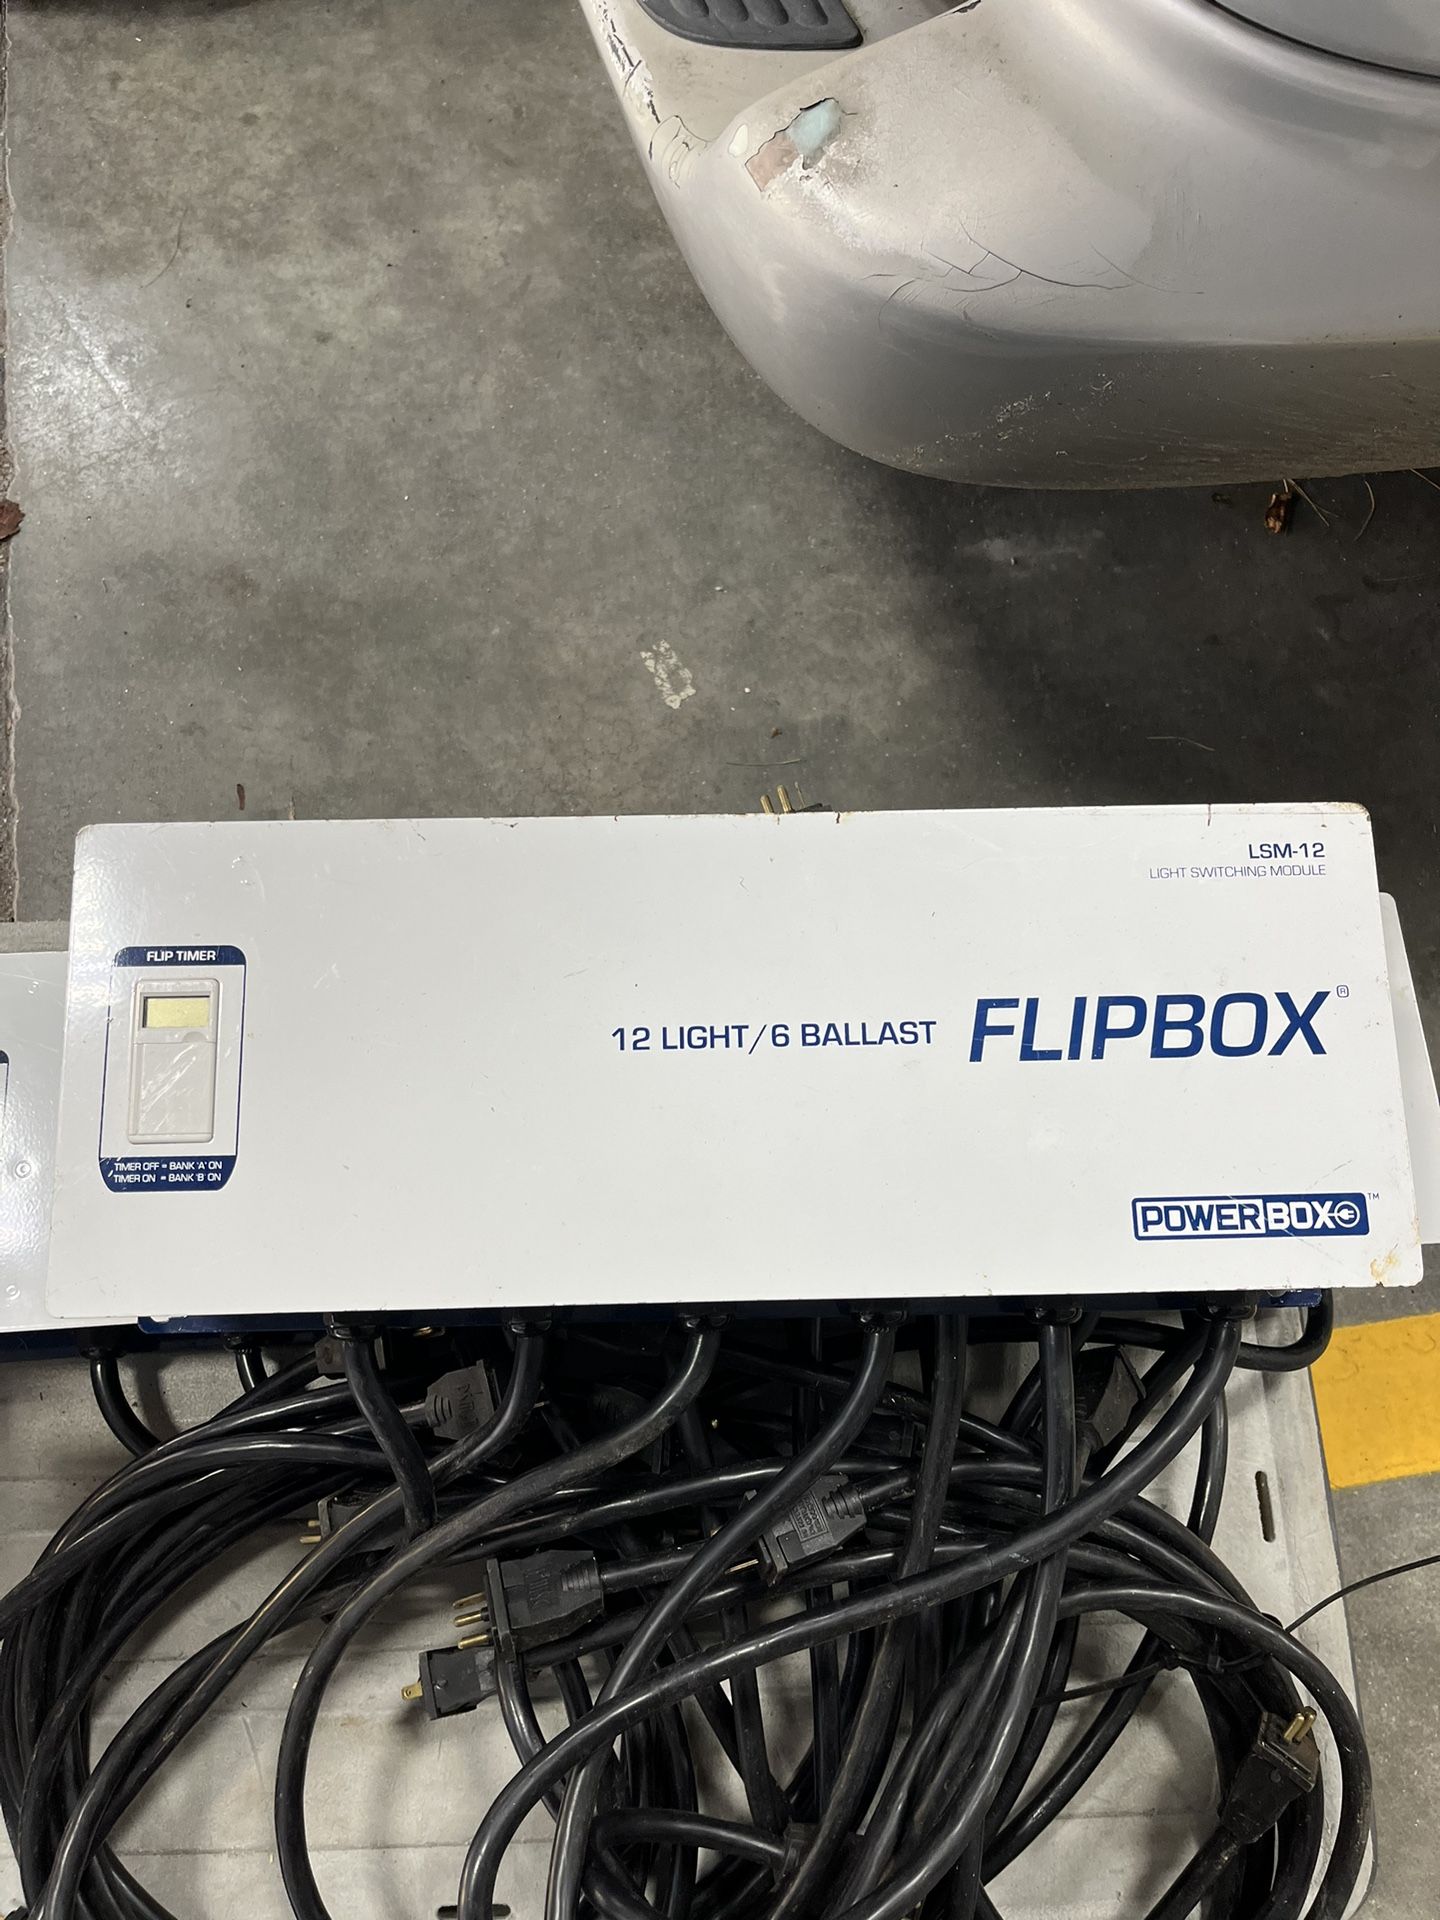 LSM-12
LIGHT SWITCHING MODULE
FLIP TIMER
12 LIGHT/6 BALLAST FLIPBOX®
TIMER OFF = BANK 'A' ON
TIMER ON = BANK 'B' ON
POWERBOX™